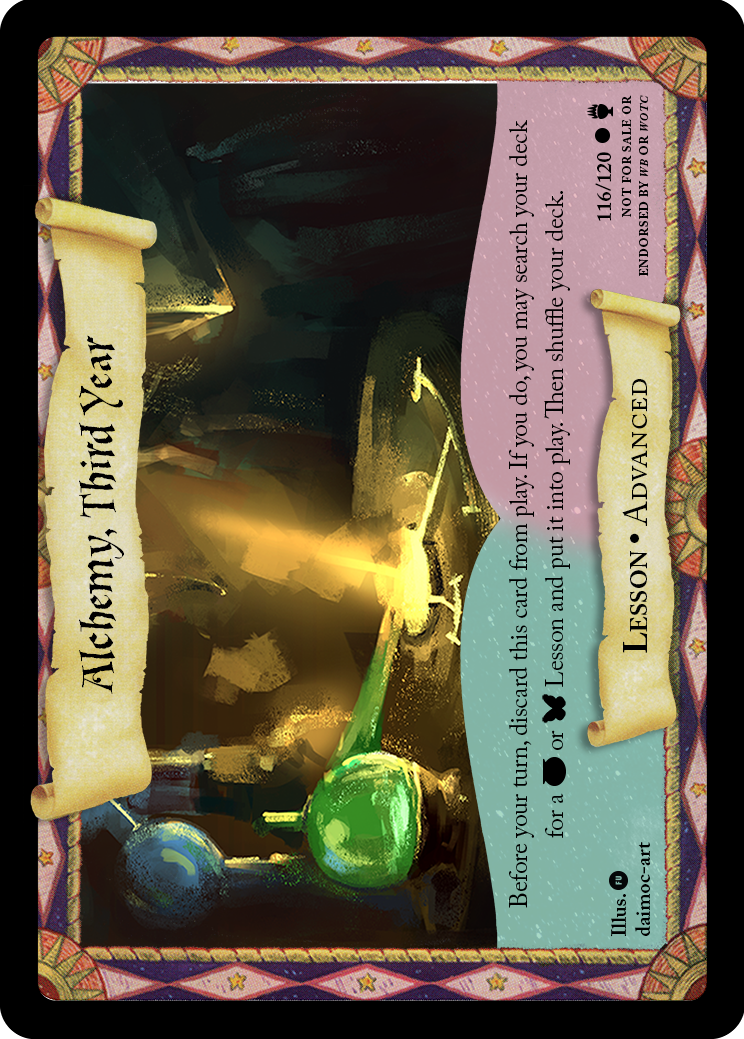 Alchemy, Third Year
Before your turn, discard this card from play. If you do, you may search your deck
for a or Lesson and put it into play. Then shuffle your deck.
Lesson • Advanced
Illus. FU
daimoc-art
116/120
NOT FOR SALE OR
ENDORSED BY WB OR WOTC